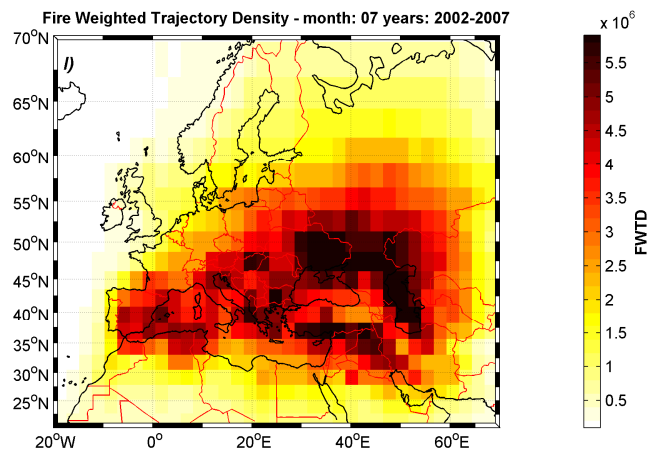 Fire Weighted Trajectory Density - month: 07 years: 2002-2007
x 10⁶
70°N
l)
65°N
60°N
55°N
50°N
45°N
40°N
35°N
30°N
25°N
20°W
0°
20°E
40°E
60°E
5.5
5
4.5
4
3.5
3
2.5
2
1.5
1
0.5
FWTD